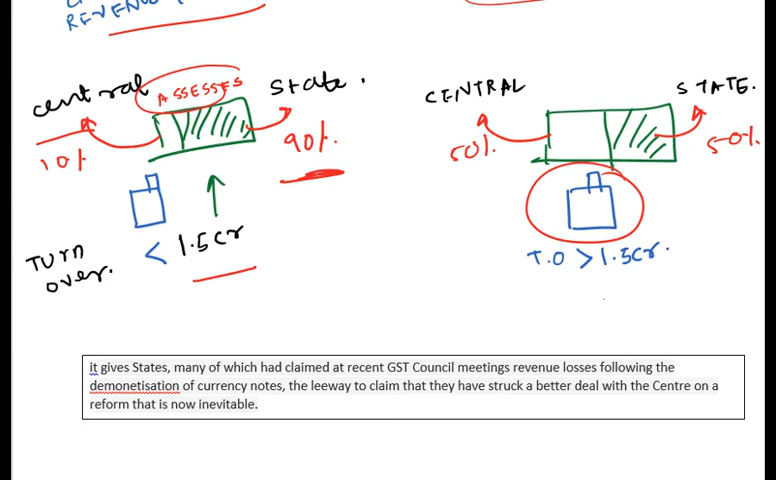 REVENUE
central ASSESSES State.
10%
90%.
TURN over. < 1.5Cr
CENTRAL STATE.
50%. 50%.
T.O > 1.5Cr.
it gives States, many of which had claimed at recent GST Council meetings revenue losses following the
demonetisation of currency notes, the leeway to claim that they have struck a better deal with the Centre on a
reform that is now inevitable.